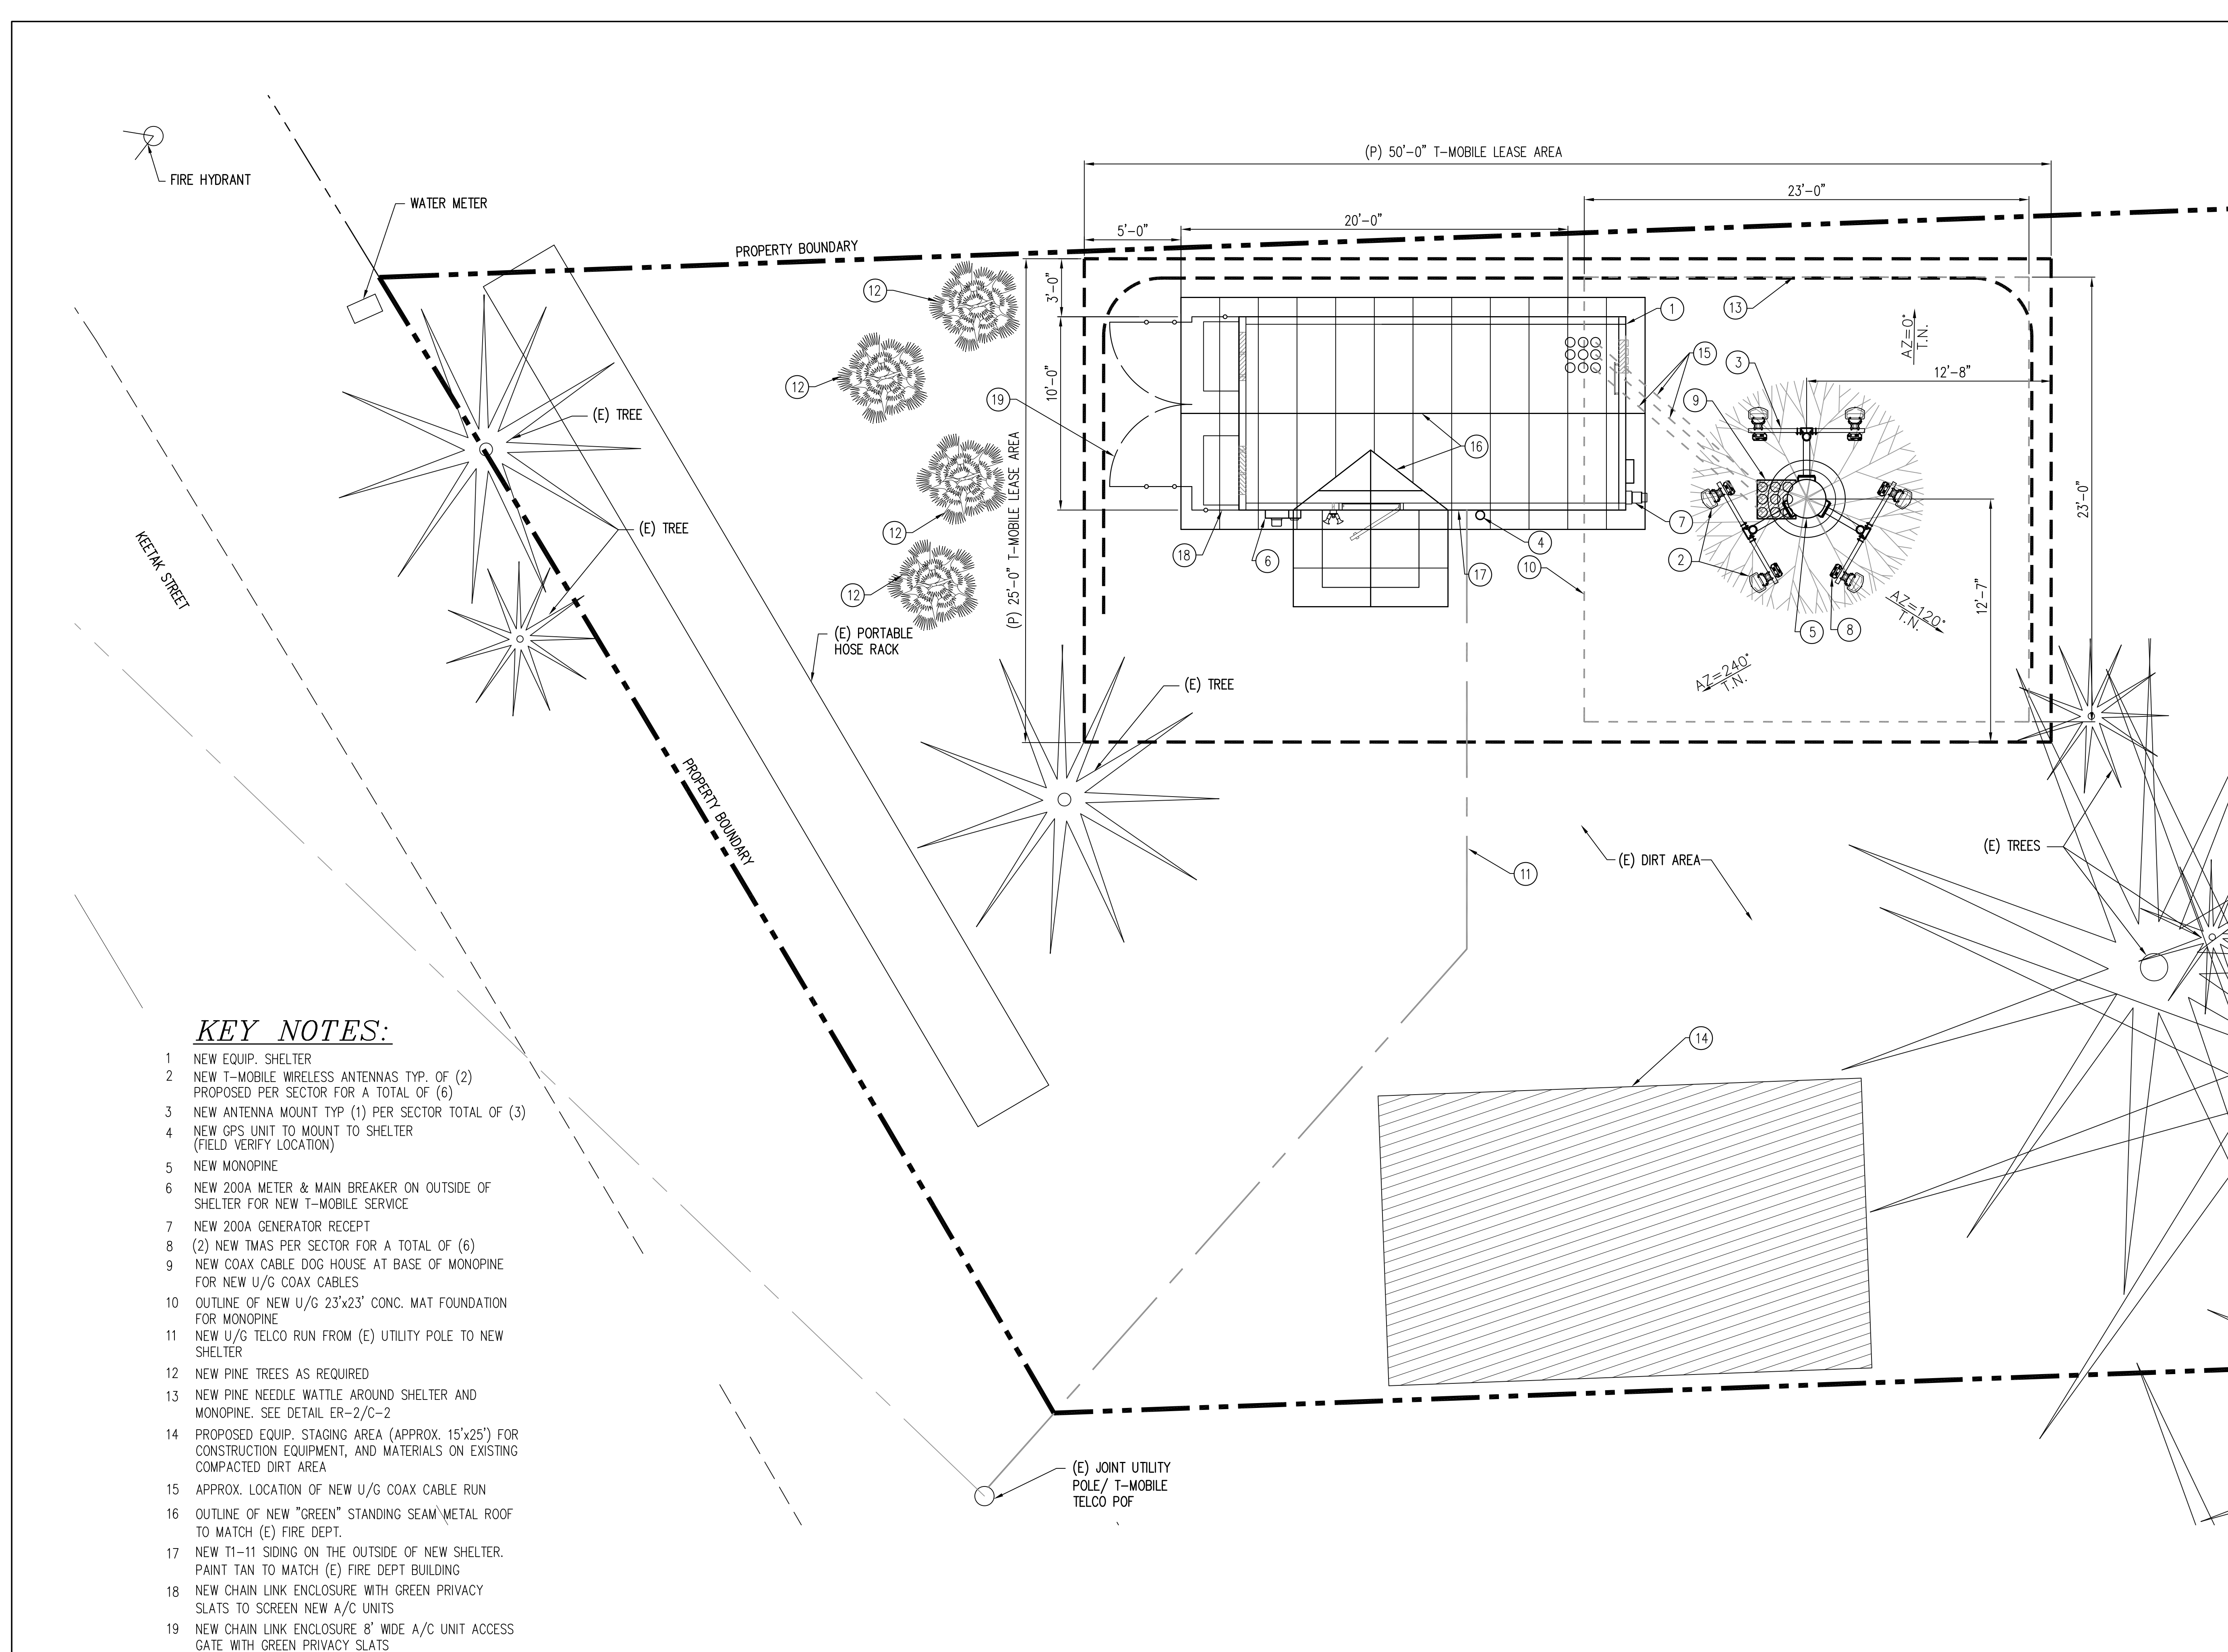 (P) 50'-0" T-MOBILE LEASE AREA
FIRE HYDRANT
WATER METER
23'-0"
20'-0"
5'-0"
PROPERTY BOUNDARY
12
3'-0"
1
13
AZ=0°
T.N.
15
3
12'-8"
12
10'-0"
19
9
(E) TREE
(P) 25'-0" T-MOBILE LEASE AREA
16
23'-0"
(E) TREE
12
7
KEETAK STREET
18
6
4
17
10
2
12
12'-7"
AZ=120°
T.N.
5
8
(E) PORTABLE
HOSE RACK
AZ=240°
T.N.
(E) TREE
PROPERTY BOUNDARY
(E) TREES
(E) DIRT AREA
11
14
KEY NOTES:
1 NEW EQUIP. SHELTER
2 NEW T-MOBILE WIRELESS ANTENNAS TYP. OF (2)
PROPOSED PER SECTOR FOR A TOTAL OF (6)
3 NEW ANTENNA MOUNT TYP (1) PER SECTOR TOTAL OF (3)
4 NEW GPS UNIT TO MOUNT TO SHELTER
(FIELD VERIFY LOCATION)
5 NEW MONOPINE
6 NEW 200A METER & MAIN BREAKER ON OUTSIDE OF
SHELTER FOR NEW T-MOBILE SERVICE
7 NEW 200A GENERATOR RECEPT
8 (2) NEW TMAS PER SECTOR FOR A TOTAL OF (6)
9 NEW COAX CABLE DOG HOUSE AT BASE OF MONOPINE
FOR NEW U/G COAX CABLES
10 OUTLINE OF NEW U/G 23'x23' CONC. MAT FOUNDATION
FOR MONOPINE
11 NEW U/G TELCO RUN FROM (E) UTILITY POLE TO NEW
SHELTER
12 NEW PINE TREES AS REQUIRED
13 NEW PINE NEEDLE WATTLE AROUND SHELTER AND
MONOPINE. SEE DETAIL ER-2/C-2
14 PROPOSED EQUIP. STAGING AREA (APPROX. 15'x25') FOR
CONSTRUCTION EQUIPMENT, AND MATERIALS ON EXISTING
COMPACTED DIRT AREA
15 APPROX. LOCATION OF NEW U/G COAX CABLE RUN
16 OUTLINE OF NEW "GREEN" STANDING SEAM METAL ROOF
TO MATCH (E) FIRE DEPT.
17 NEW T1-11 SIDING ON THE OUTSIDE OF NEW SHELTER.
PAINT TAN TO MATCH (E) FIRE DEPT BUILDING
18 NEW CHAIN LINK ENCLOSURE WITH GREEN PRIVACY
SLATS TO SCREEN NEW A/C UNITS
19 NEW CHAIN LINK ENCLOSURE 8' WIDE A/C UNIT ACCESS
GATE WITH GREEN PRIVACY SLATS
(E) JOINT UTILITY
POLE/ T-MOBILE
TELCO POF